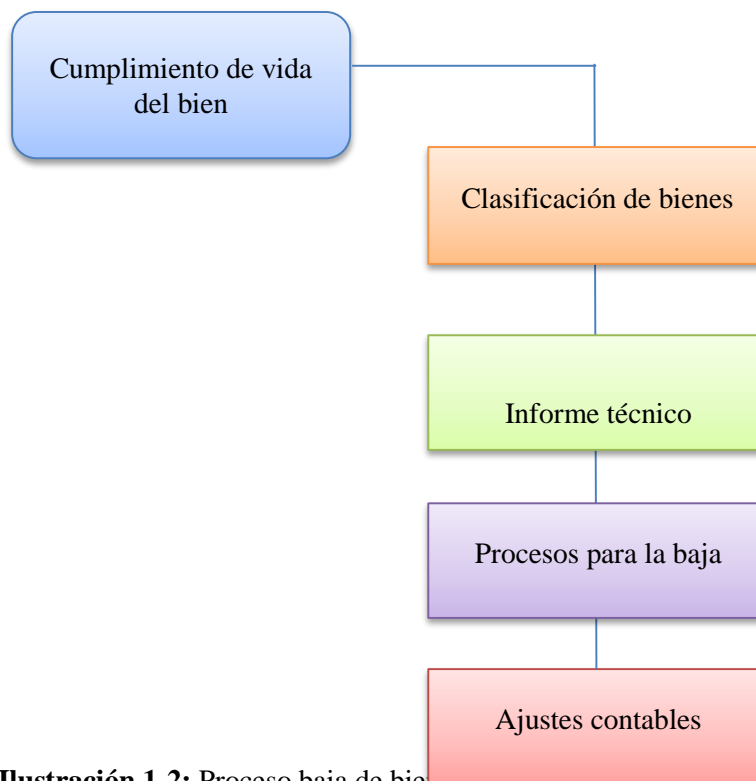 Cumplimiento de vida
del bien
Clasificación de bienes
Informe técnico
Procesos para la baja
Ajustes contables
Ilustración 1-2: Proceso baja de